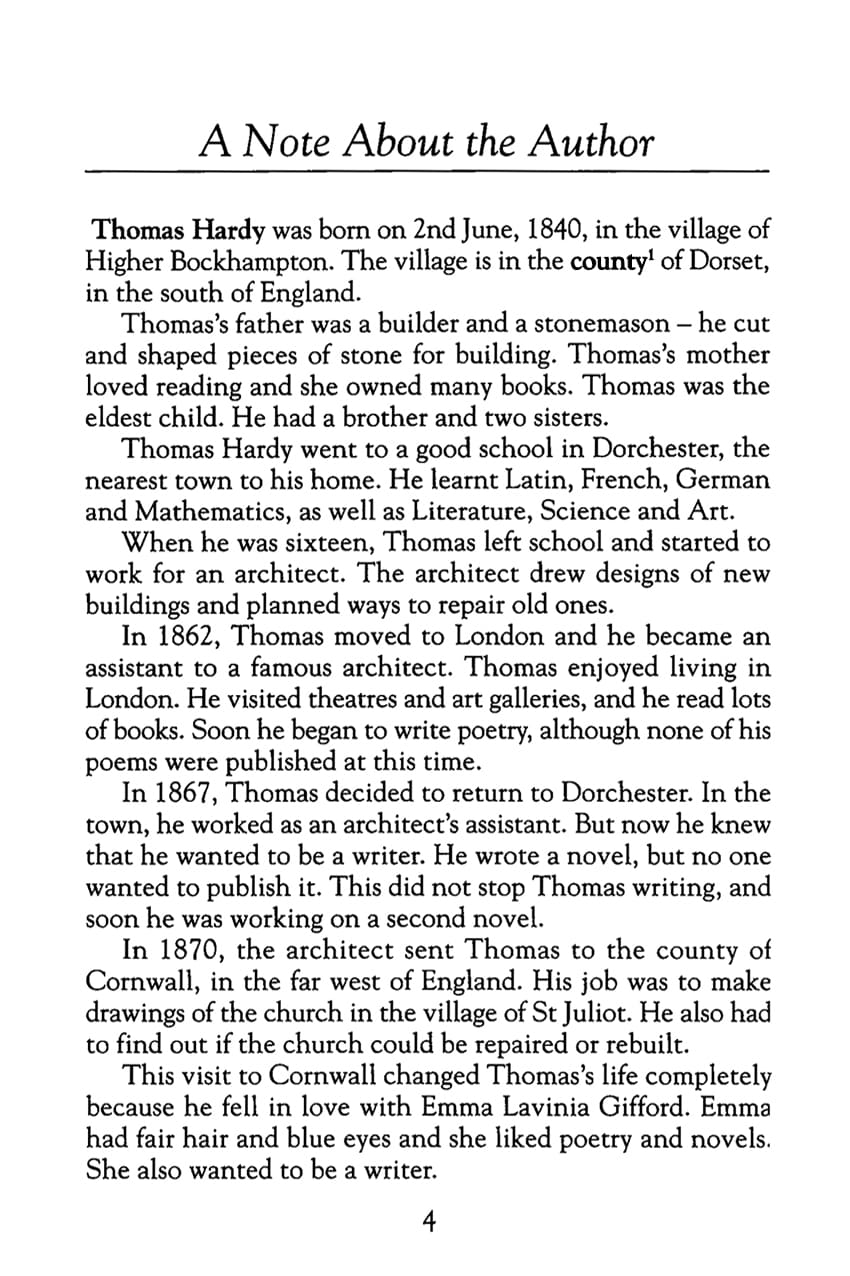 A Note About the Author
Thomas Hardy was born on 2nd June, 1840, in the village of
Higher Bockhampton. The village is in the county¹ of Dorset,
in the south of England.
Thomas's father was a builder and a stonemason – he cut
and shaped pieces of stone for building. Thomas's mother
loved reading and she owned many books. Thomas was the
eldest child. He had a brother and two sisters.
Thomas Hardy went to a good school in Dorchester, the
nearest town to his home. He learnt Latin, French, German
and Mathematics, as well as Literature, Science and Art.
When he was sixteen, Thomas left school and started to
work for an architect. The architect drew designs of new
buildings and planned ways to repair old ones.
In 1862, Thomas moved to London and he became an
assistant to a famous architect. Thomas enjoyed living in
London. He visited theatres and art galleries, and he read lots
of books. Soon he began to write poetry, although none of his
poems were published at this time.
In 1867, Thomas decided to return to Dorchester. In the
town, he worked as an architect's assistant. But now he knew
that he wanted to be a writer. He wrote a novel, but no one
wanted to publish it. This did not stop Thomas writing, and
soon he was working on a second novel.
In 1870, the architect sent Thomas to the county of
Cornwall, in the far west of England. His job was to make
drawings of the church in the village of St Juliot. He also had
to find out if the church could be repaired or rebuilt.
This visit to Cornwall changed Thomas's life completely
because he fell in love with Emma Lavinia Gifford. Emma
had fair hair and blue eyes and she liked poetry and novels.
She also wanted to be a writer.
4